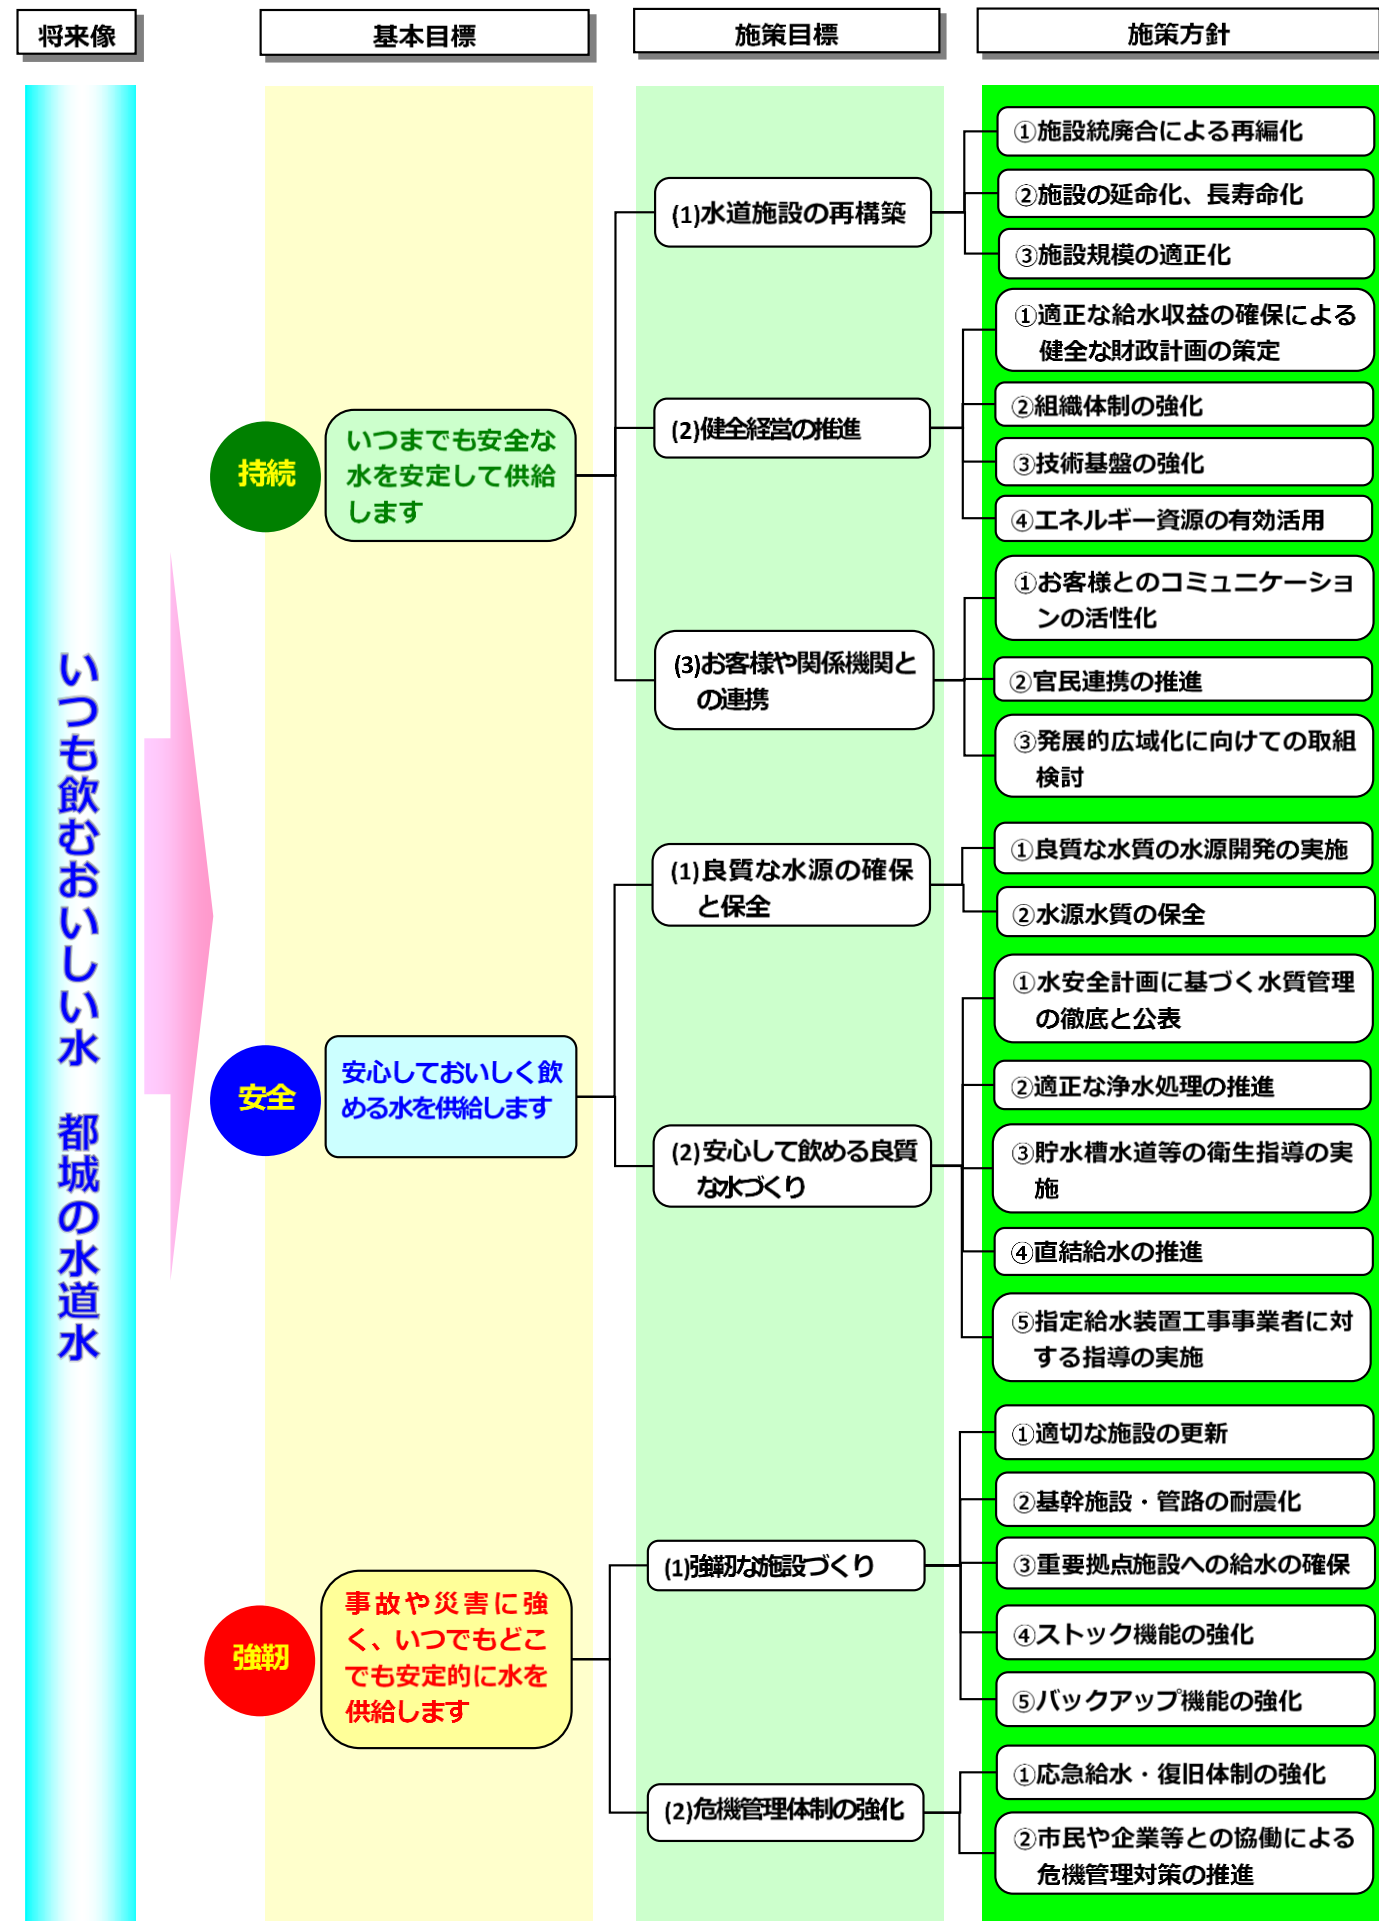 将来像
基本目標
施策目標
施策方針
いつも飲むおいしい水　都城の水道水
持続
いつまでも安全な
水を安定して供給
します
(1)水道施設の再構築
①施設統廃合による再編化
②施設の延命化、長寿命化
③施設規模の適正化
(2)健全経営の推進
①適正な給水収益の確保による
健全な財政計画の策定
②組織体制の強化
③技術基盤の強化
④エネルギー資源の有効活用
(3)お客様や関係機関と
の連携
①お客様とのコミュニケーショ
ンの活性化
②官民連携の推進
③発展的広域化に向けての取組
検討
安全
安心しておいしく飲
める水を供給します
(1)良質な水源の確保
と保全
①良質な水質の水源開発の実施
②水源水質の保全
(2)安心して飲める良質
な水づくり
①水安全計画に基づく水質管理
の徹底と公表
②適正な浄水処理の推進
③貯水槽水道等の衛生指導の実
施
④直結給水の推進
⑤指定給水装置工事事業者に対
する指導の実施
強靭
事故や災害に強
く、いつでもどこ
でも安定的に水を
供給します
(1)強靭な施設づくり
①適切な施設の更新
②基幹施設・管路の耐震化
③重要拠点施設への給水の確保
④ストック機能の強化
⑤バックアップ機能の強化
(2)危機管理体制の強化
①応急給水・復旧体制の強化
②市民や企業等との協働による
危機管理対策の推進